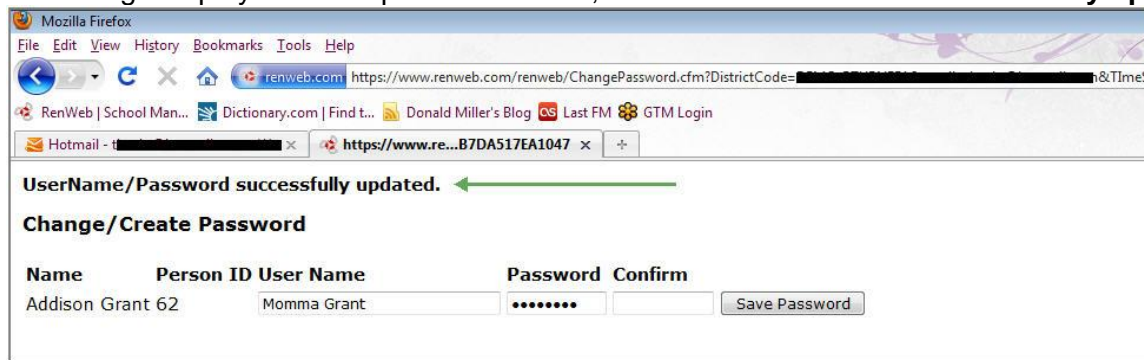 Mozilla Firefox
File Edit View History Bookmarks Tools Help
renweb.com https://www.renweb.com/renweb/ChangePassword.cfm?DistrictCode= n&TImeS
RenWeb | School Man... Dictionary.com | Find t... Donald Miller's Blog Last FM GTM Login
Hotmail - t https://www.re...B7DA517EA1047
UserName/Password successfully updated.
Change/Create Password
Name Person ID User Name Password Confirm
Addison Grant 62 Momma Grant •••••••• Save Password